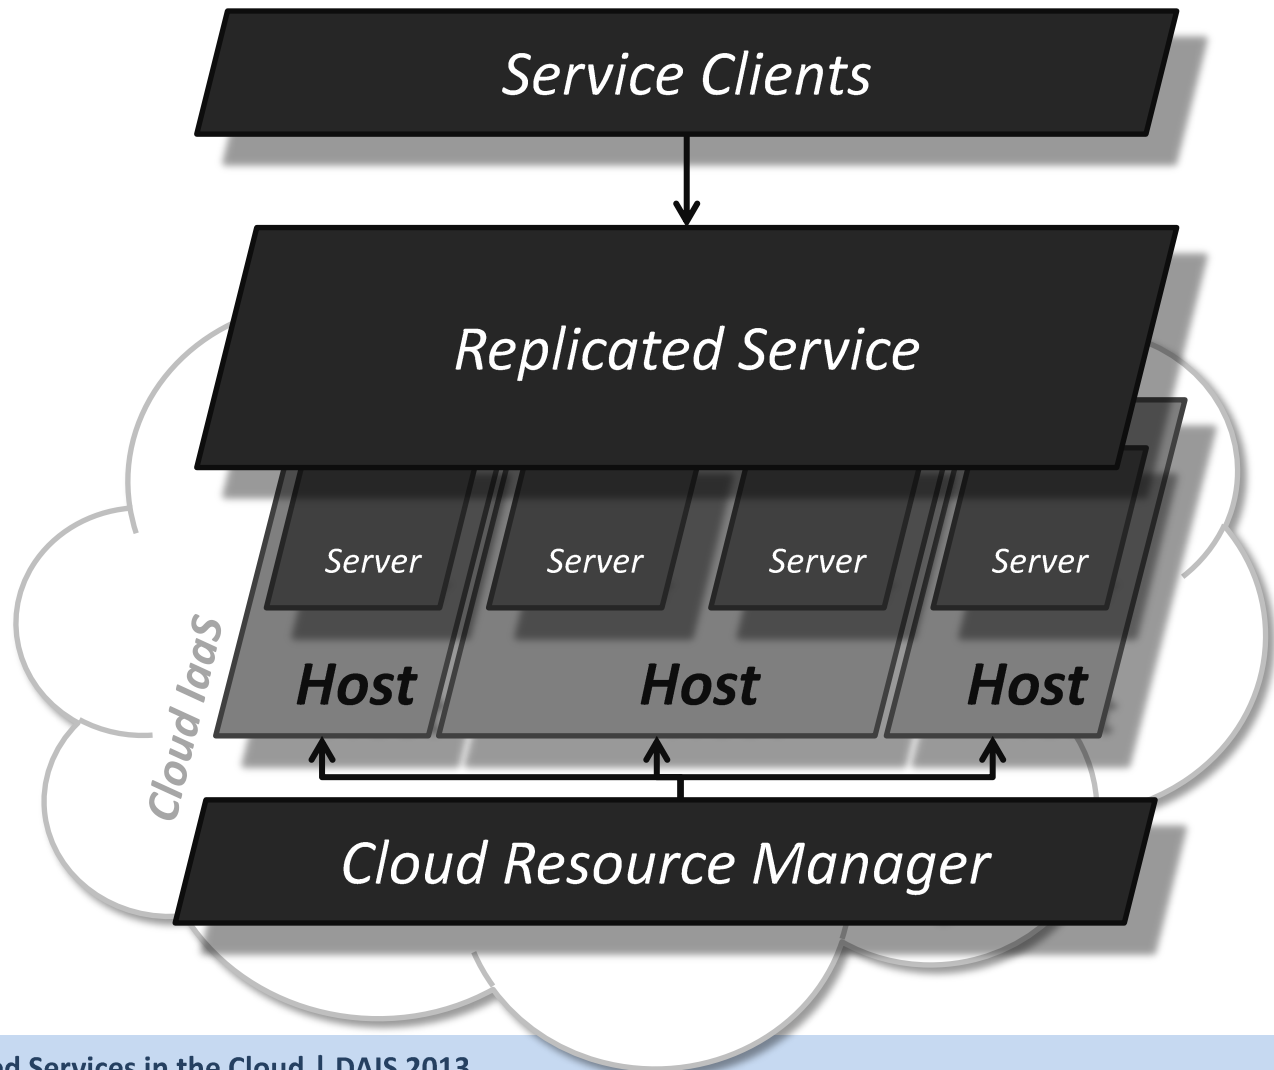 Service Clients
Replicated Service
Server Server Server Server
Host Host Host
Cloud IaaS
Cloud Resource Manager
Services in the Cloud | DAIS 2013